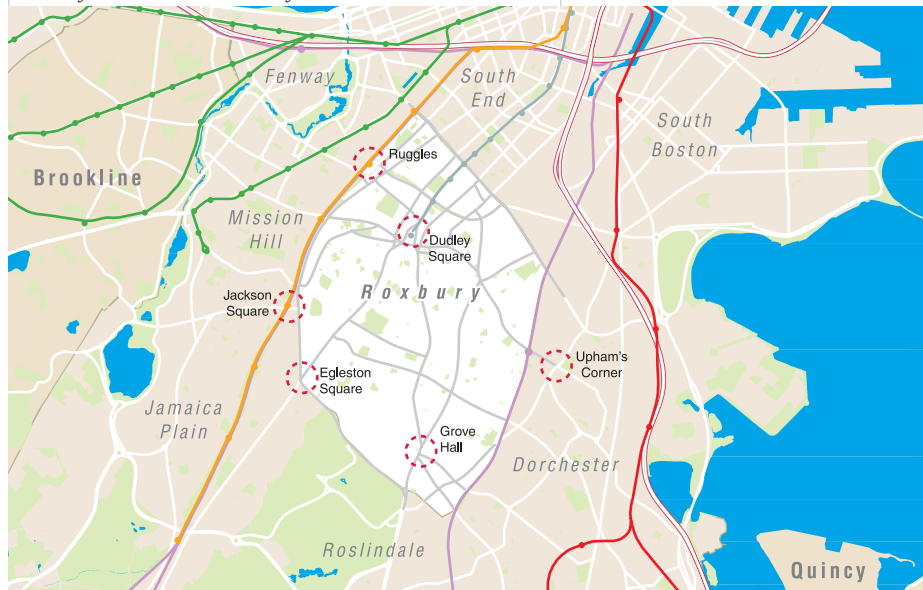 Fenway
South
End
South
Boston
Ruggles
Brookline
Mission
Hill
Dudley
Square
Roxbury
Jackson
Square
Upham's
Corner
Egleston
Square
Jamaica
Plain
Grove
Hall
Dorchester
Roslindale
Quincy